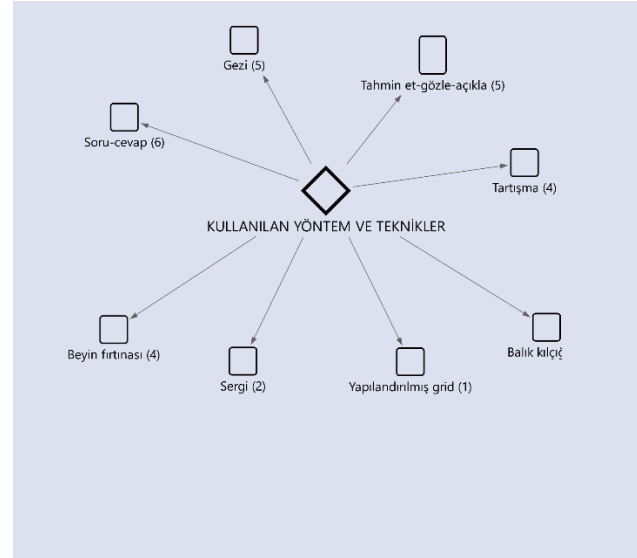 Gezi (5)
Tahmin et-gözle-açıkla (5)
Soru-cevap (6)
Tartışma (4)
KULLANILAN YÖNTEM VE TEKNİKLER
Beyin fırtınası (4)
Sergi (2)
Yapılandırılmış grid (1)
Balık kılçığ